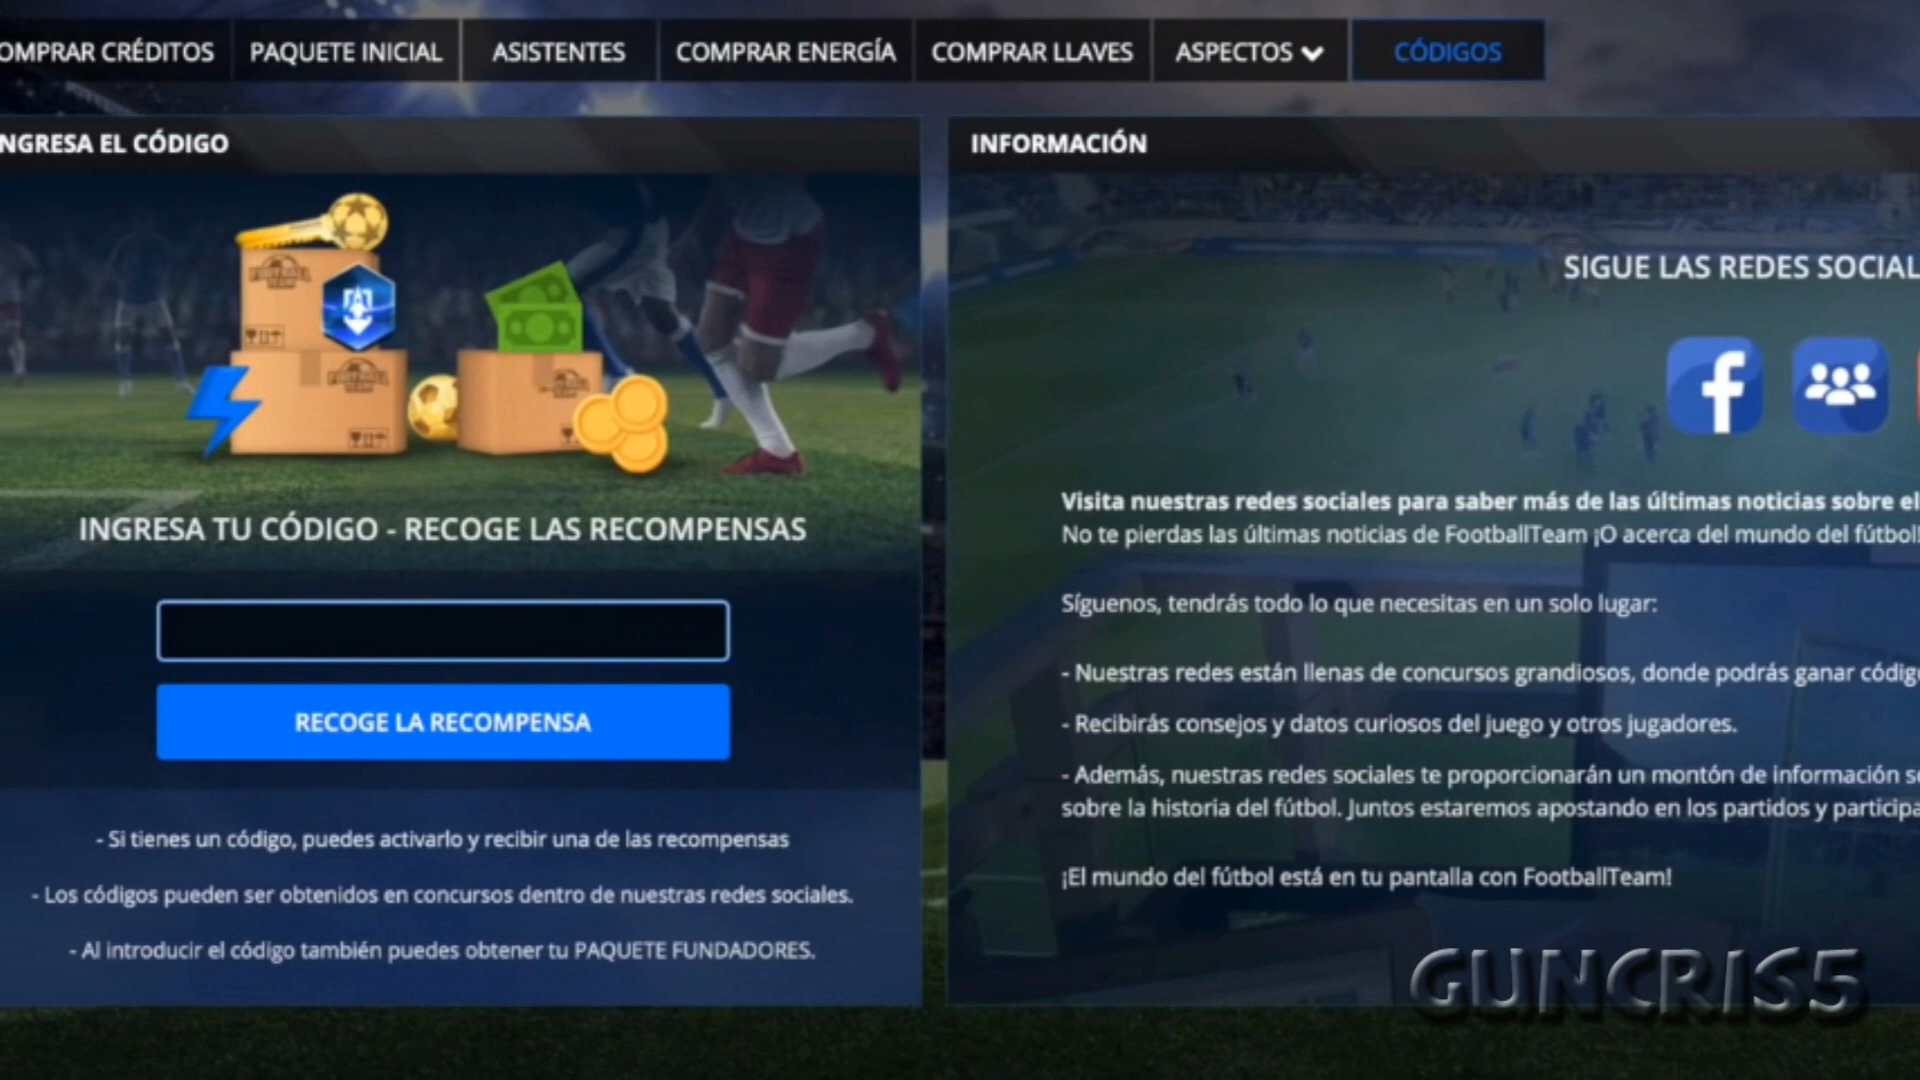 OMPRAR CRÉDITOS
PAQUETE INICIAL
ASISTENTES
COMPRAR ENERGÍA
COMPRAR LLAVES
ASPECTOS
CÓDIGOS
NGRESA EL CÓDIGO
INGRESA TU CÓDIGO - RECOGE LAS RECOMPENSAS
RECOGE LA RECOMPENSA
- Si tienes un código, puedes activarlo y recibir una de las recompensas
- Los códigos pueden ser obtenidos en concursos dentro de nuestras redes sociales.
- Al introducir el código también puedes obtener tu PAQUETE FUNDADORES.
INFORMACIÓN
SIGUE LAS REDES SOCIAL
Visita nuestras redes sociales para saber más de las últimas noticias sobre el
No te pierdas las últimas noticias de FootballTeam ¡O acerca del mundo del fútbol!
Síguenos, tendrás todo lo que necesitas en un solo lugar:
- Nuestras redes están llenas de concursos grandiosos, donde podrás ganar códig
- Recibirás consejos y datos curiosos del juego y otros jugadores.
- Además, nuestras redes sociales te proporcionarán un montón de información s
sobre la historia del fútbol. Juntos estaremos apostando en los partidos y participa
¡El mundo del fútbol está en tu pantalla con FootballTeam!
GUNCRIS5